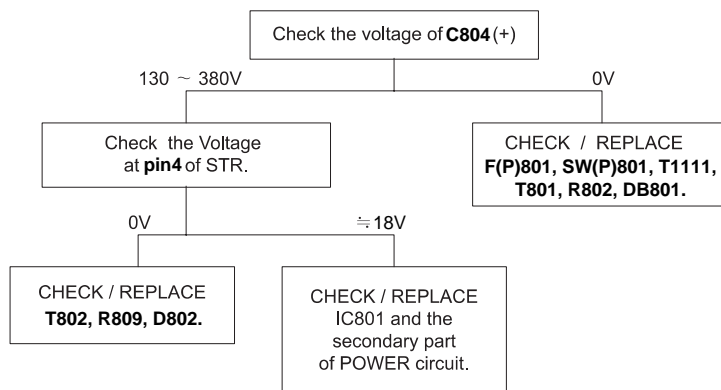 Check the voltage of C804 (+)
130 ~ 380V
0V
Check the Voltage
at pin4 of STR.
CHECK / REPLACE
F(P)801, SW(P)801, T1111,
T801, R802, DB801.
0V
≒18V
CHECK / REPLACE
T802, R809, D802.
CHECK / REPLACE
IC801 and the
secondary part
of POWER circuit.